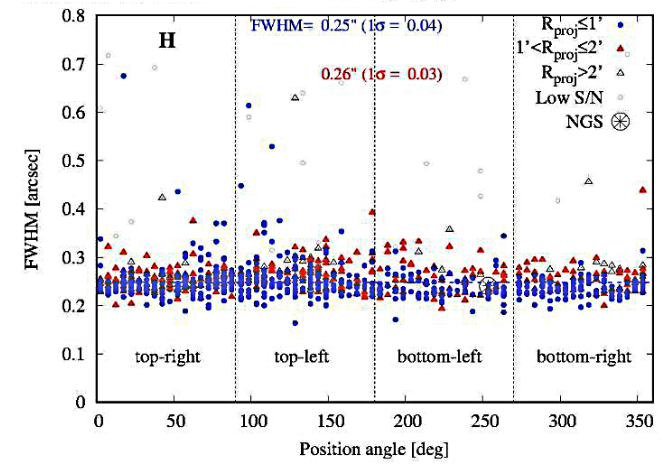 H
FWHM= 0.25" (1σ = 0.04)
0.26" (1σ = 0.03)
Rproj≤1'
1'<Rproj≤2'
Rproj>2'
Low S/N
NGS
FWHM [arcsec]
0.8
0.7
0.6
0.5
0.4
0.3
0.2
0.1
0
top-right
top-left
bottom-left
bottom-right
0
50
100
150
200
250
300
350
Position angle [deg]